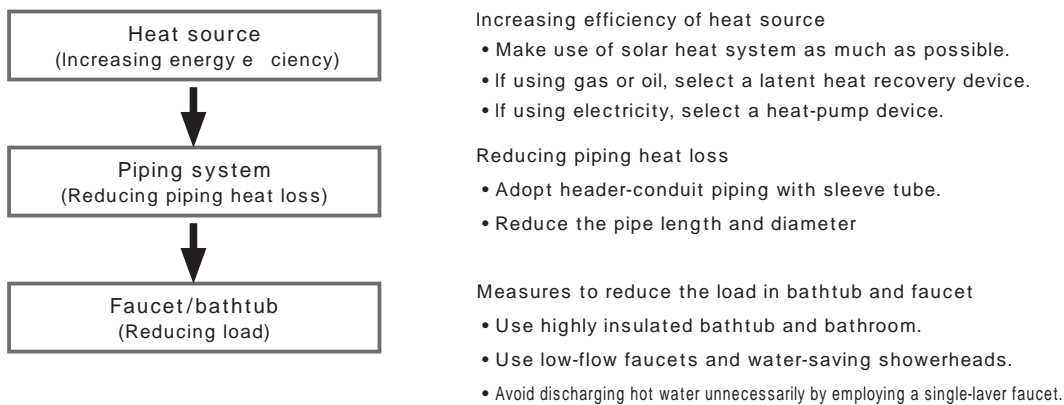 Heat source
(Increasing energy e ciency)
Piping system
(Reducing piping heat loss)
Faucet/bathtub
(Reducing load)
Increasing efficiency of heat source
• Make use of solar heat system as much as possible.
• If using gas or oil, select a latent heat recovery device.
• If using electricity, select a heat-pump device.
Reducing piping heat loss
• Adopt header-conduit piping with sleeve tube.
• Reduce the pipe length and diameter
Measures to reduce the load in bathtub and faucet
• Use highly insulated bathtub and bathroom.
• Use low-flow faucets and water-saving showerheads.
• Avoid discharging hot water unnecessarily by employing a single-laver faucet.